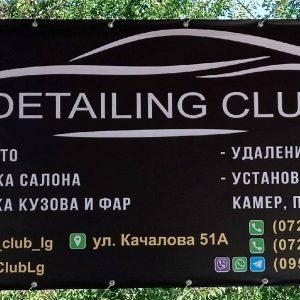 DETAILING CLU
ТО - УДАЛЕНИ
КА САЛОНА - УСТАНОВ
КА КУЗОВА И ФАР КАМЕР, П
_club_lg ул. Качалова 51А (072
(072
ClubLg (095